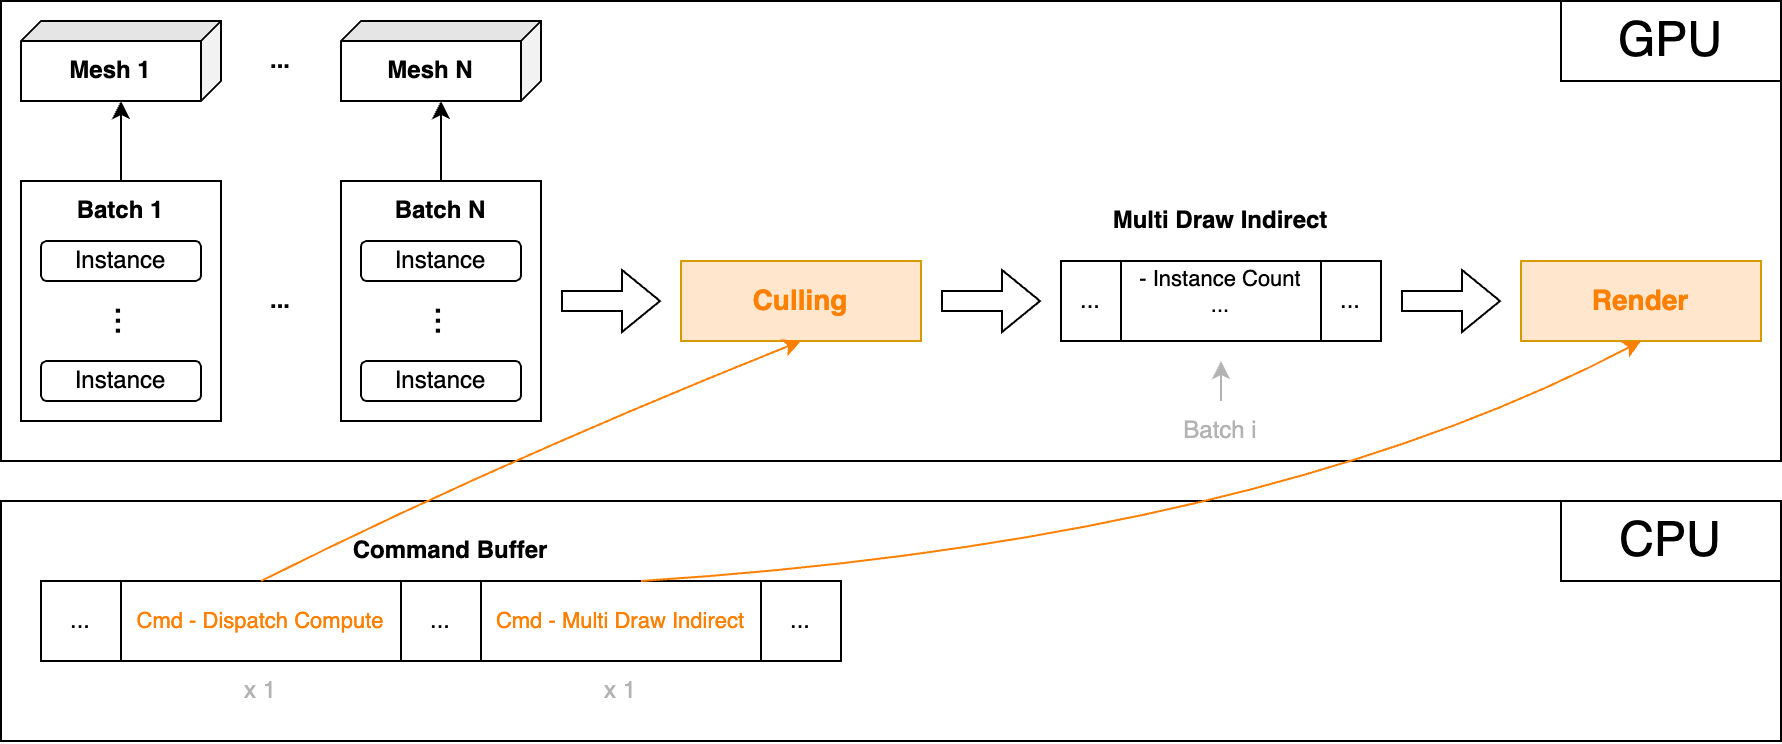 GPU
Mesh 1
...
Mesh N
Batch 1
Instance
...
Instance
...
Batch N
Instance
...
Instance
Culling
Multi Draw Indirect
...
- Instance Count
...
...
Batch i
Render
CPU
Command Buffer
...
Cmd - Dispatch Compute
...
Cmd - Multi Draw Indirect
...
x 1
x 1